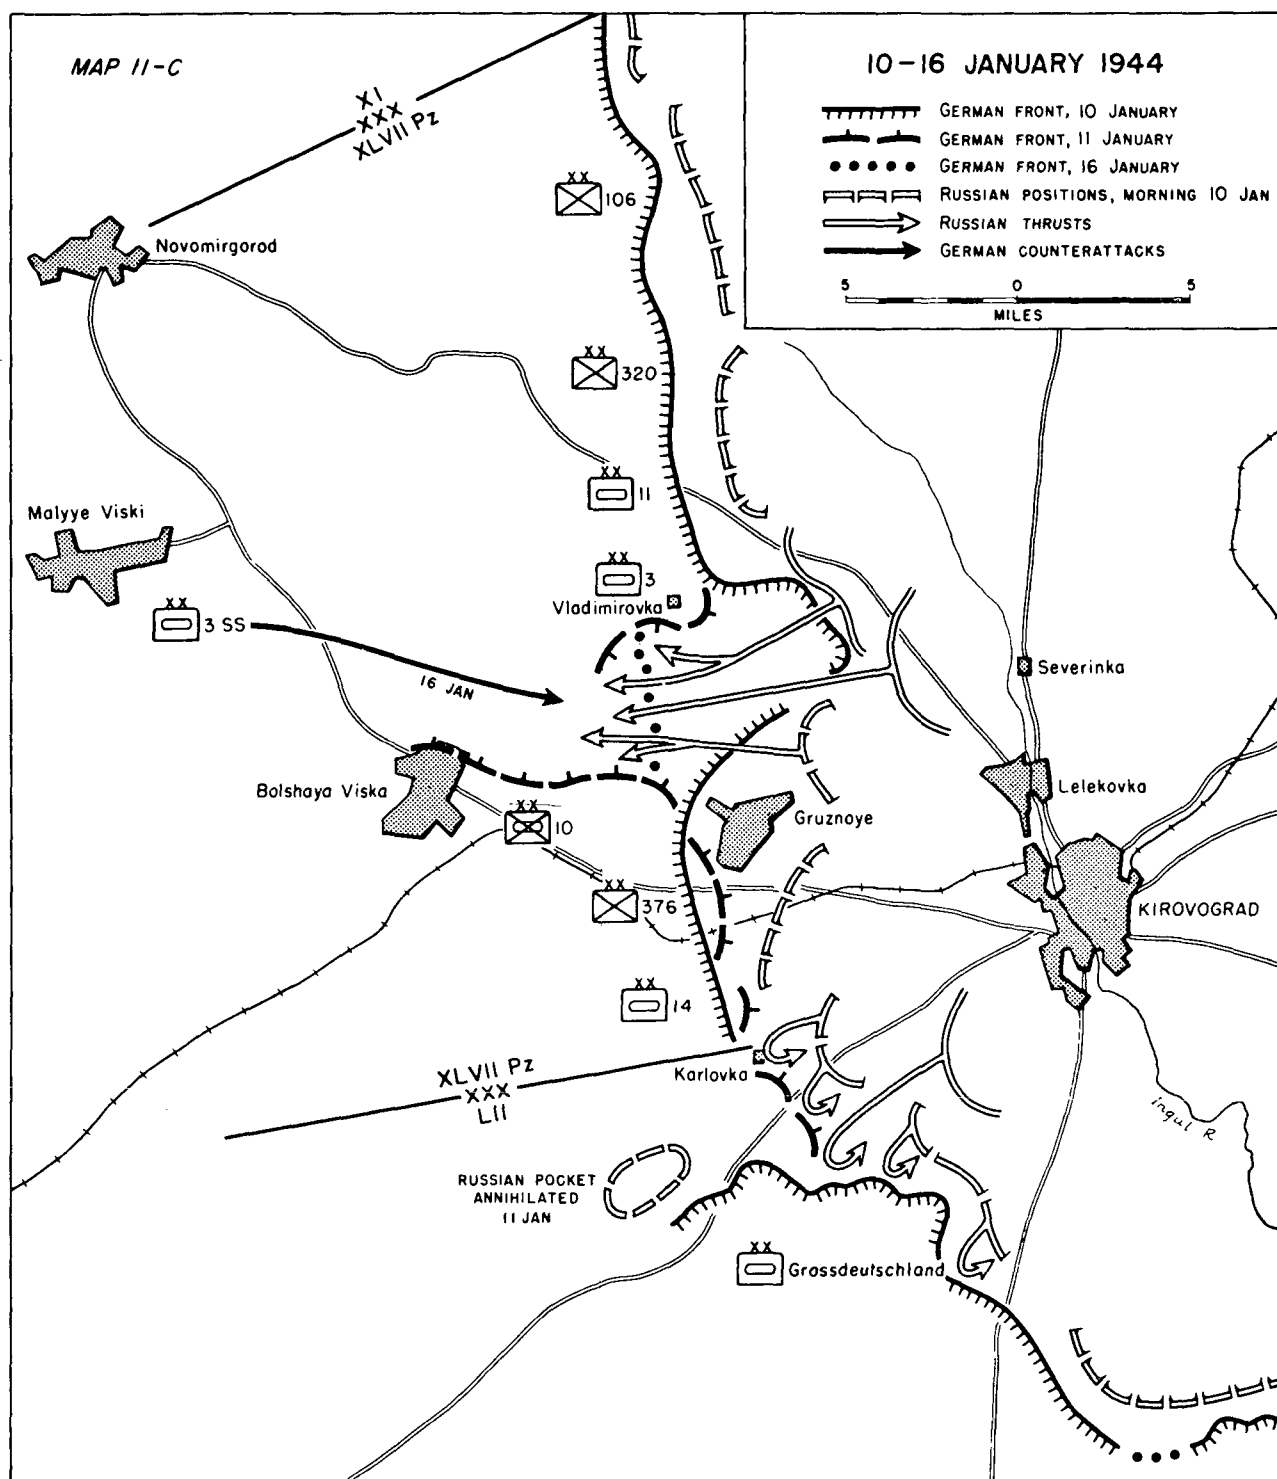 MAP 11-C
10-16 JANUARY 1944
GERMAN FRONT, 10 JANUARY
GERMAN FRONT, 11 JANUARY
GERMAN FRONT, 16 JANUARY
RUSSIAN POSITIONS, MORNING 10 JAN
RUSSIAN THRUSTS
GERMAN COUNTERATTACKS
5 0 5
MILES
XI
XXX
XLVII Pz
XX
106
Novomirgorod
XX
320
XX
11
Malyye Viski
XX
3
Vladimirovka
XX
3 SS
16 JAN
Severinka
Bolshaya Viska
Lelekovka
XX
10
Gruznoye
XX
376
KIROVOGRAD
XX
14
XLVII Pz
XXX
LII
Karlovka
Ingul R
RUSSIAN POCKET
ANNIHILATED
11 JAN
XX
Grossdeutschland